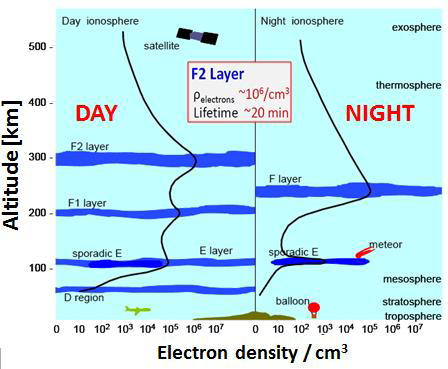 Day ionosphere
Night ionosphere
exosphere
500
satellite
F2 Layer
ρelectrons ~10⁶/cm³
Lifetime ~20 min
thermosphere
400
DAY
NIGHT
Altitude [km]
F2 layer
300
F layer
F1 layer
200
sporadic E
E layer
sporadic E
meteor
100
mesosphere
D region
balloon
stratosphere
troposphere
0
0 10 10² 10³ 10⁴ 10⁵ 10⁶ 10⁷
0 10 10² 10³ 10⁴ 10⁵ 10⁶ 10⁷
Electron density / cm³